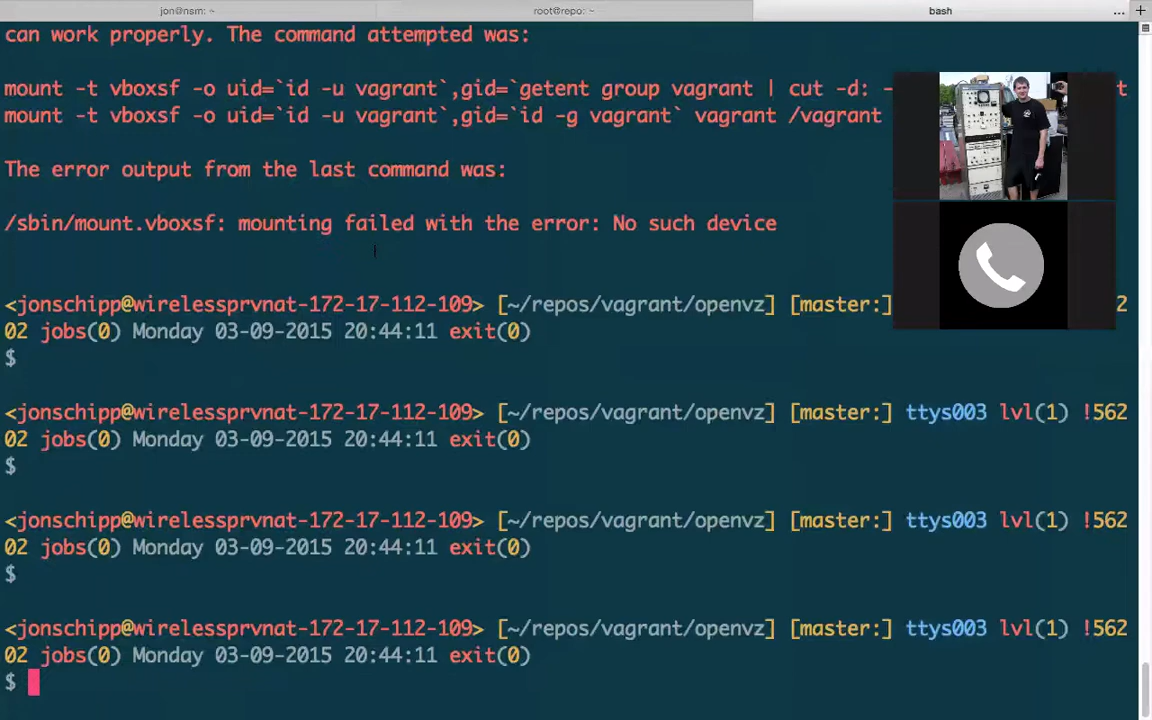 jon@nsm: ~
root@repo: ~
bash
... +
can work properly. The command attempted was:
mount -t vboxsf -o uid=`id -u vagrant`,gid=`getent group vagrant | cut -d: -
mount -t vboxsf -o uid=`id -u vagrant`,gid=`id -g vagrant` vagrant /vagrant
The error output from the last command was:
/sbin/mount.vboxsf: mounting failed with the error: No such device
<jonschipp@wirelessprvnat-172-17-112-109> [~/repos/vagrant/openvz] [master:]
02 jobs(0) Monday 03-09-2015 20:44:11 exit(0)
$
<jonschipp@wirelessprvnat-172-17-112-109> [~/repos/vagrant/openvz] [master:] ttys003 lvl(1) !562
02 jobs(0) Monday 03-09-2015 20:44:11 exit(0)
$
<jonschipp@wirelessprvnat-172-17-112-109> [~/repos/vagrant/openvz] [master:] ttys003 lvl(1) !562
02 jobs(0) Monday 03-09-2015 20:44:11 exit(0)
$
<jonschipp@wirelessprvnat-172-17-112-109> [~/repos/vagrant/openvz] [master:] ttys003 lvl(1) !562
02 jobs(0) Monday 03-09-2015 20:44:11 exit(0)
$